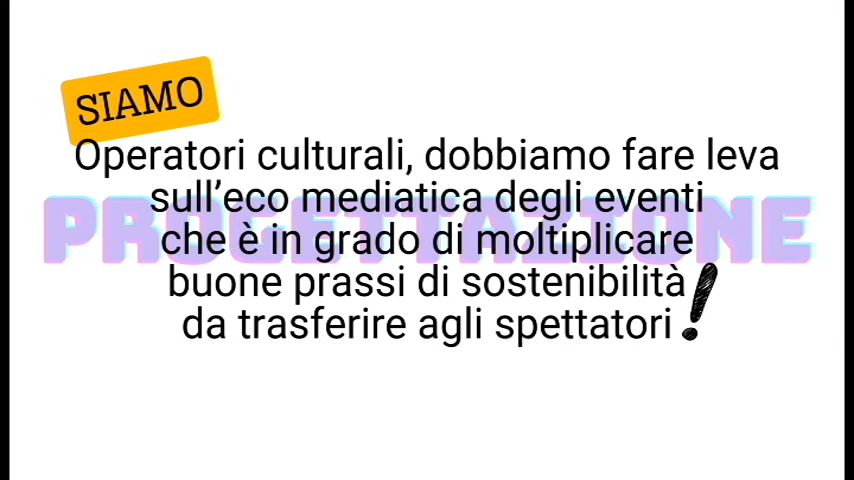 SIAMO
Operatori culturali, dobbiamo fare leva
sull’eco mediatica degli eventi
PROGETTAZIONE
che è in grado di moltiplicare
buone prassi di sostenibilità
da trasferire agli spettatori!